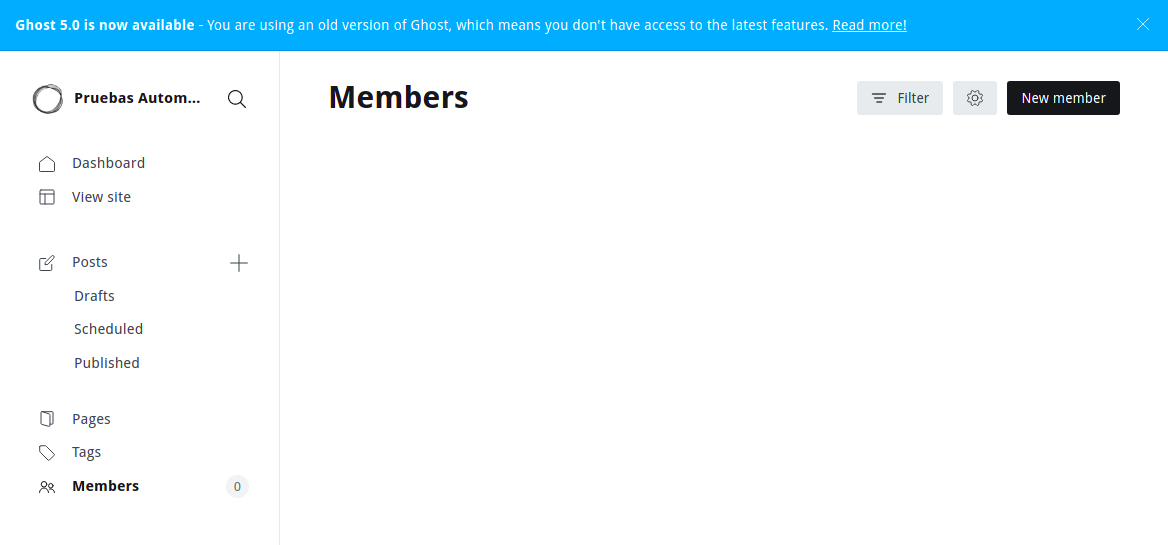 Ghost 5.0 is now available - You are using an old version of Ghost, which means you don't have access to the latest features. Read more!
Pruebas Autom...
Members
Filter
New member
Dashboard
View site
Posts
Drafts
Scheduled
Published
Pages
Tags
Members 0